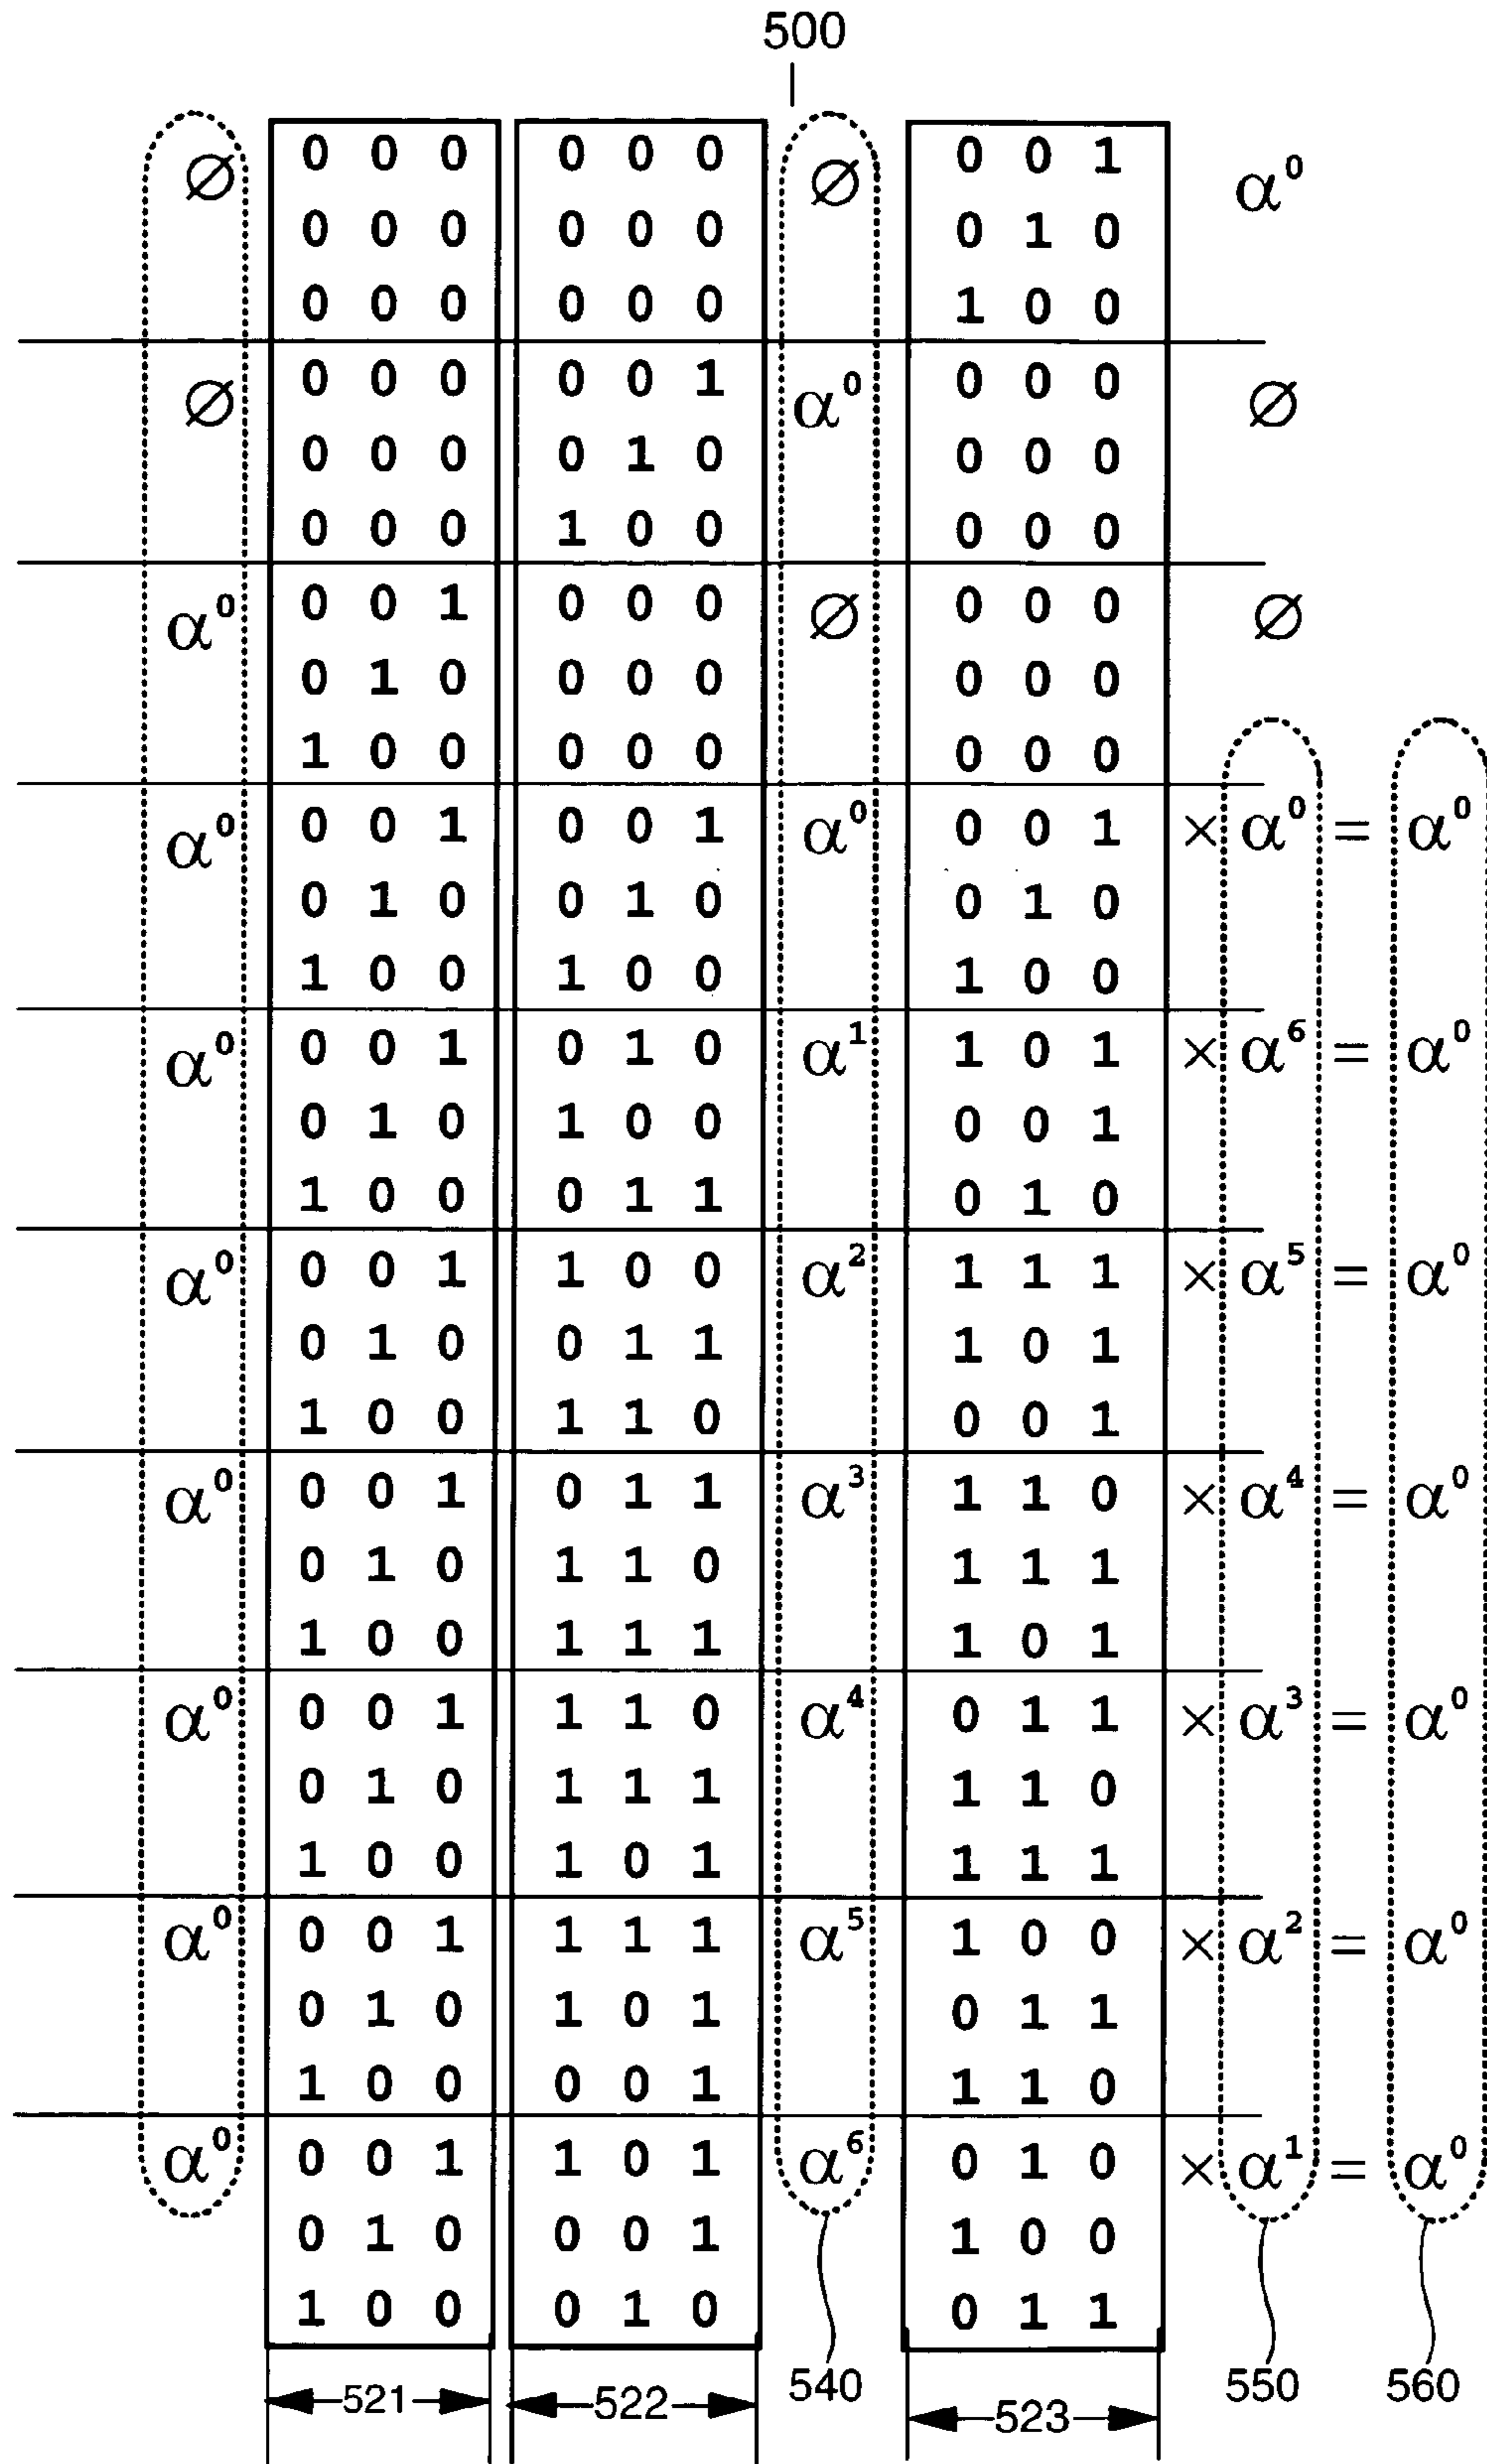 500
∅ 0 0 0 0 0 0 ∅ 0 0 1 α⁰
0 0 0 0 0 0 0 1 0
0 0 0 0 0 0 1 0 0
∅ 0 0 0 0 0 1 α⁰ 0 0 0 ∅
0 0 0 0 1 0 0 0 0
0 0 0 1 0 0 0 0 0
α⁰ 0 0 1 0 0 0 ∅ 0 0 0 ∅
0 1 0 0 0 0 0 0 0
1 0 0 0 0 0 0 0 0
α⁰ 0 0 1 0 0 1 α⁰ 0 0 1 × α⁰ = α⁰
0 1 0 0 1 0 0 1 0
1 0 0 1 0 0 1 0 0
α⁰ 0 0 1 0 1 0 α¹ 1 0 1 × α⁶ = α⁰
0 1 0 1 0 0 0 0 1
1 0 0 0 1 1 0 1 0
α⁰ 0 0 1 1 0 0 α² 1 1 1 × α⁵ = α⁰
0 1 0 0 1 1 1 0 1
1 0 0 1 1 0 0 0 1
α⁰ 0 0 1 0 1 1 α³ 1 1 0 × α⁴ = α⁰
0 1 0 1 1 0 1 1 1
1 0 0 1 1 1 1 0 1
α⁰ 0 0 1 1 1 0 α⁴ 0 1 1 × α³ = α⁰
0 1 0 1 1 1 1 1 0
1 0 0 1 0 1 1 1 1
α⁰ 0 0 1 1 1 1 α⁵ 1 0 0 × α² = α⁰
0 1 0 1 0 1 0 1 1
1 0 0 0 0 1 1 1 0
α⁰ 0 0 1 1 0 1 α⁶ 0 1 0 × α¹ = α⁰
0 1 0 0 0 1 1 0 0
1 0 0 0 1 0 0 1 1
521 522 540 523 550 560